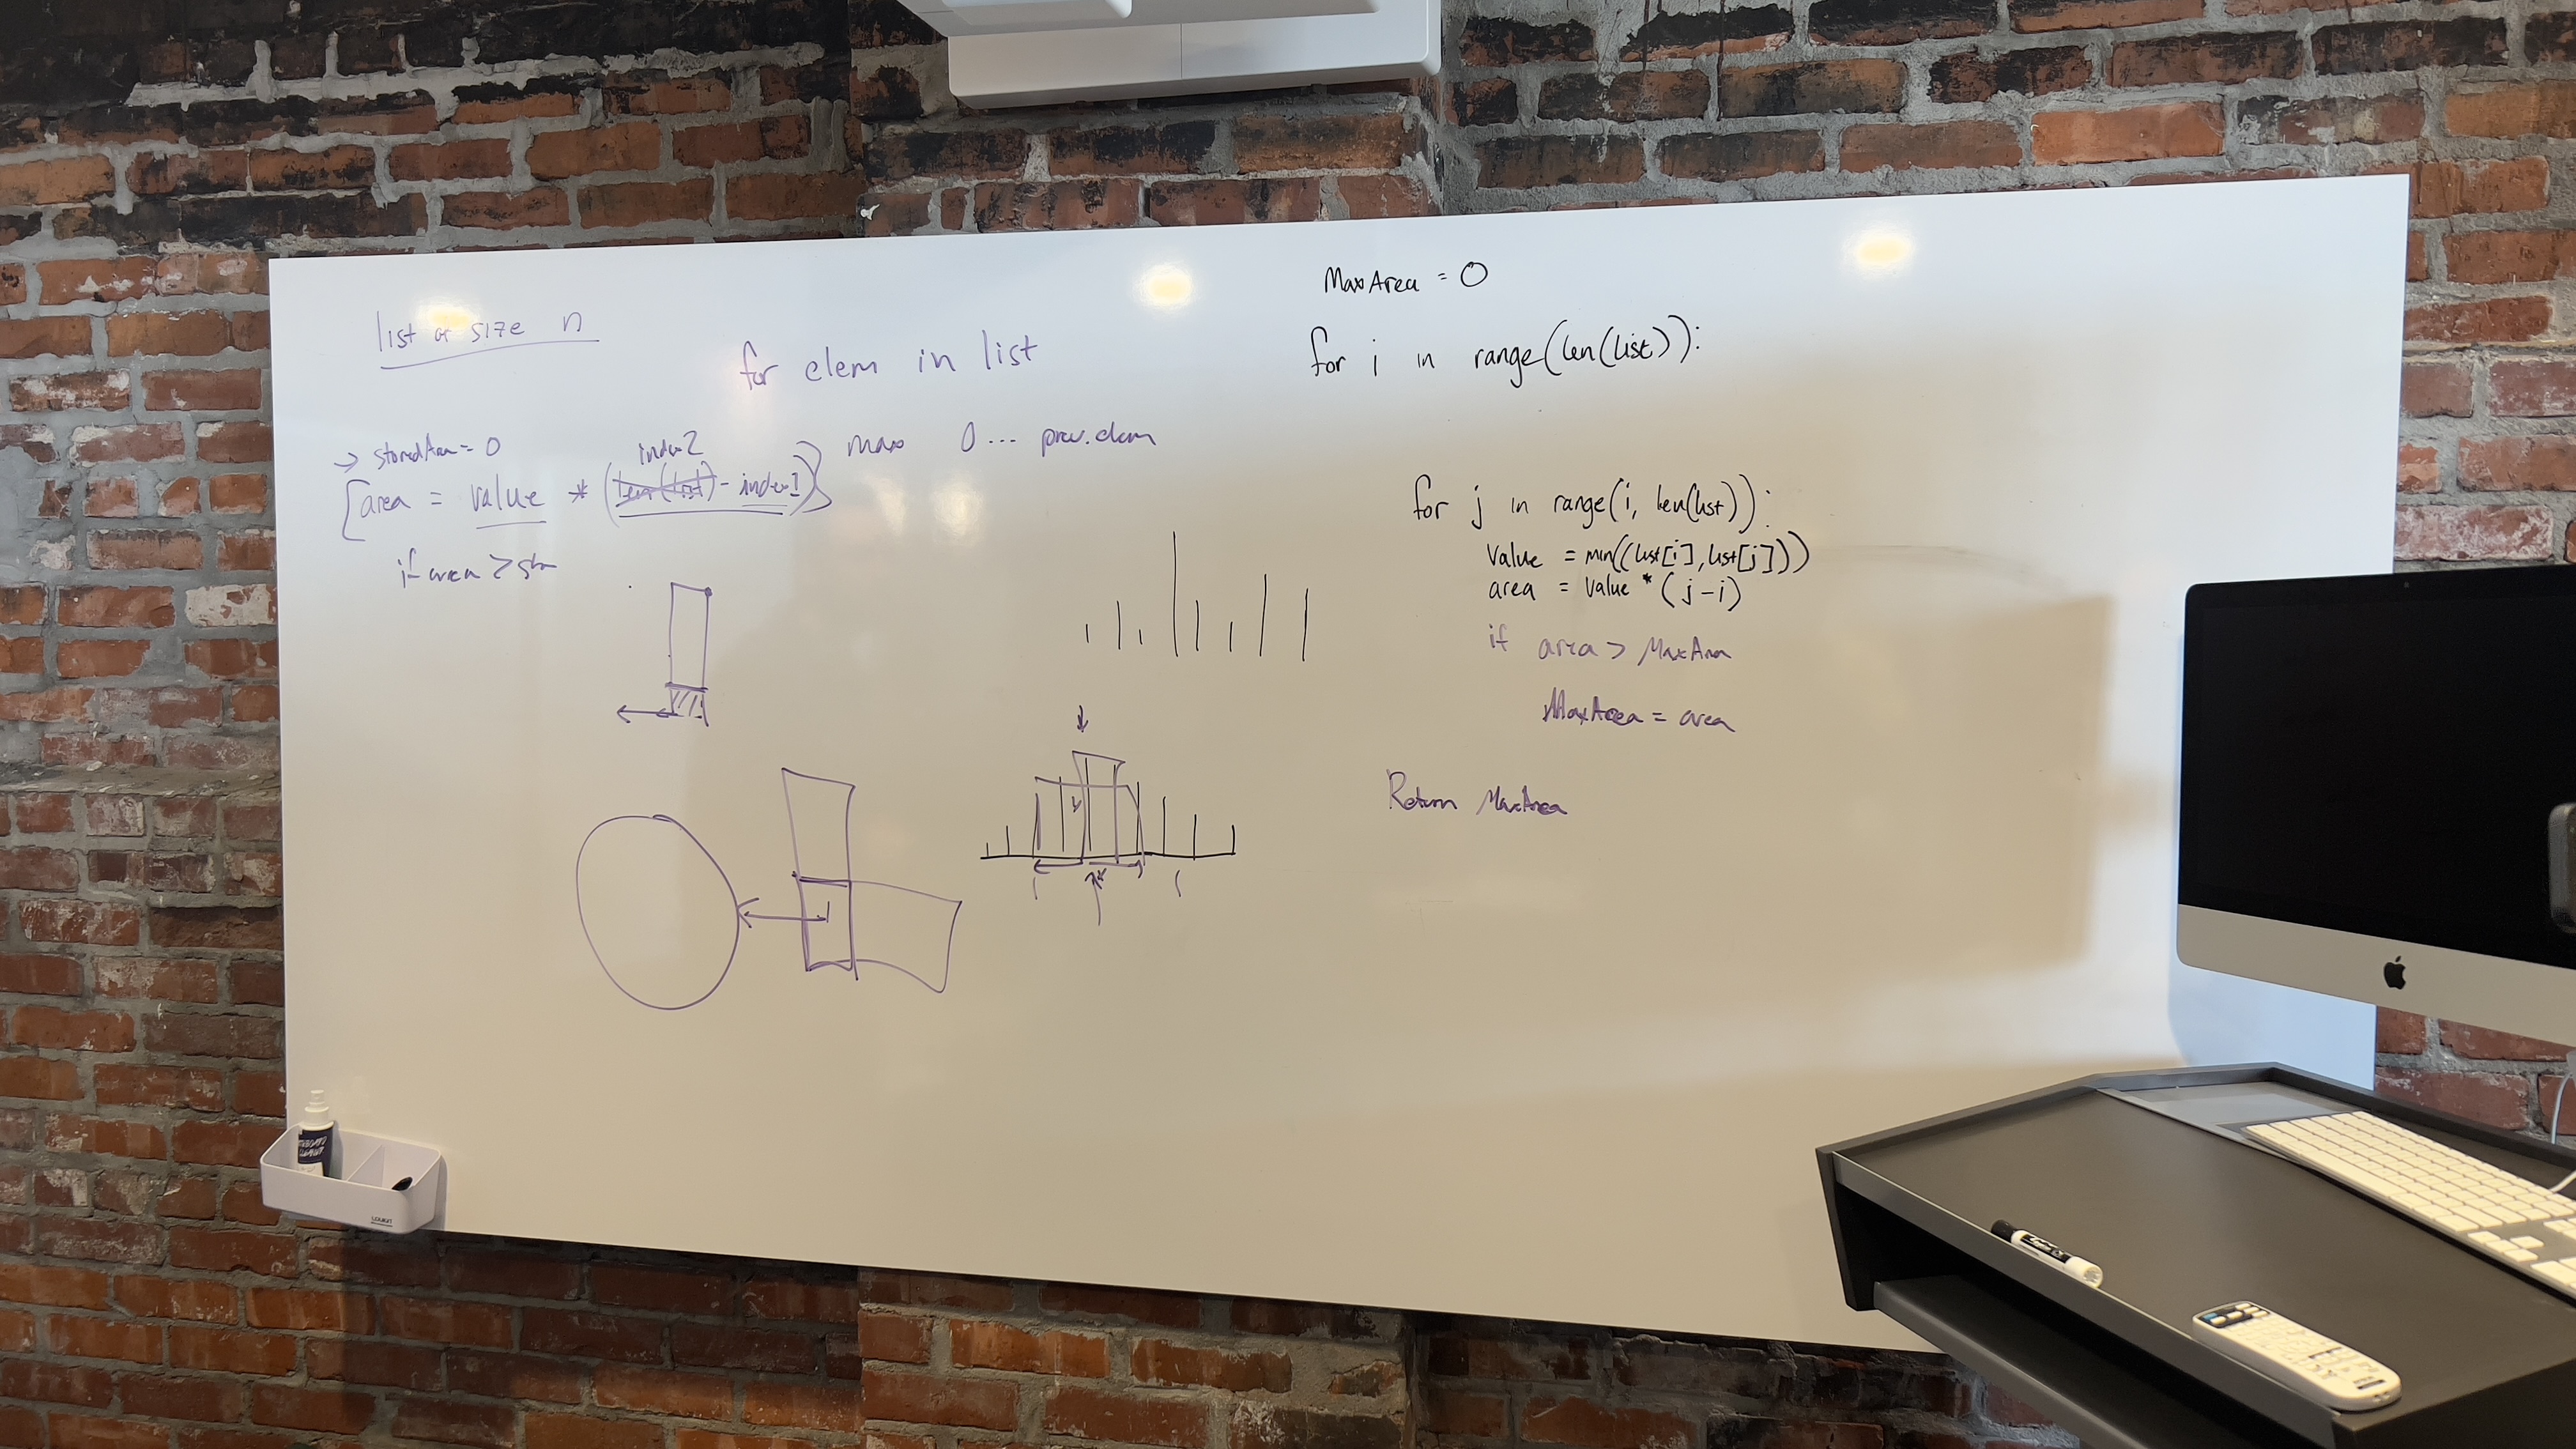 list of size n
for elem in list
→ storedArea = 0
index2
[area = value * (len(list) - index1)} max 0... prev.elem
if area >
MaxArea = 0
for i in range(len(list)):
for j in range(i, len(list)):
value = min((list[i], list[j]))
area = value * (j-i)
if area > MaxArea
MaxArea = area
Return MaxArea